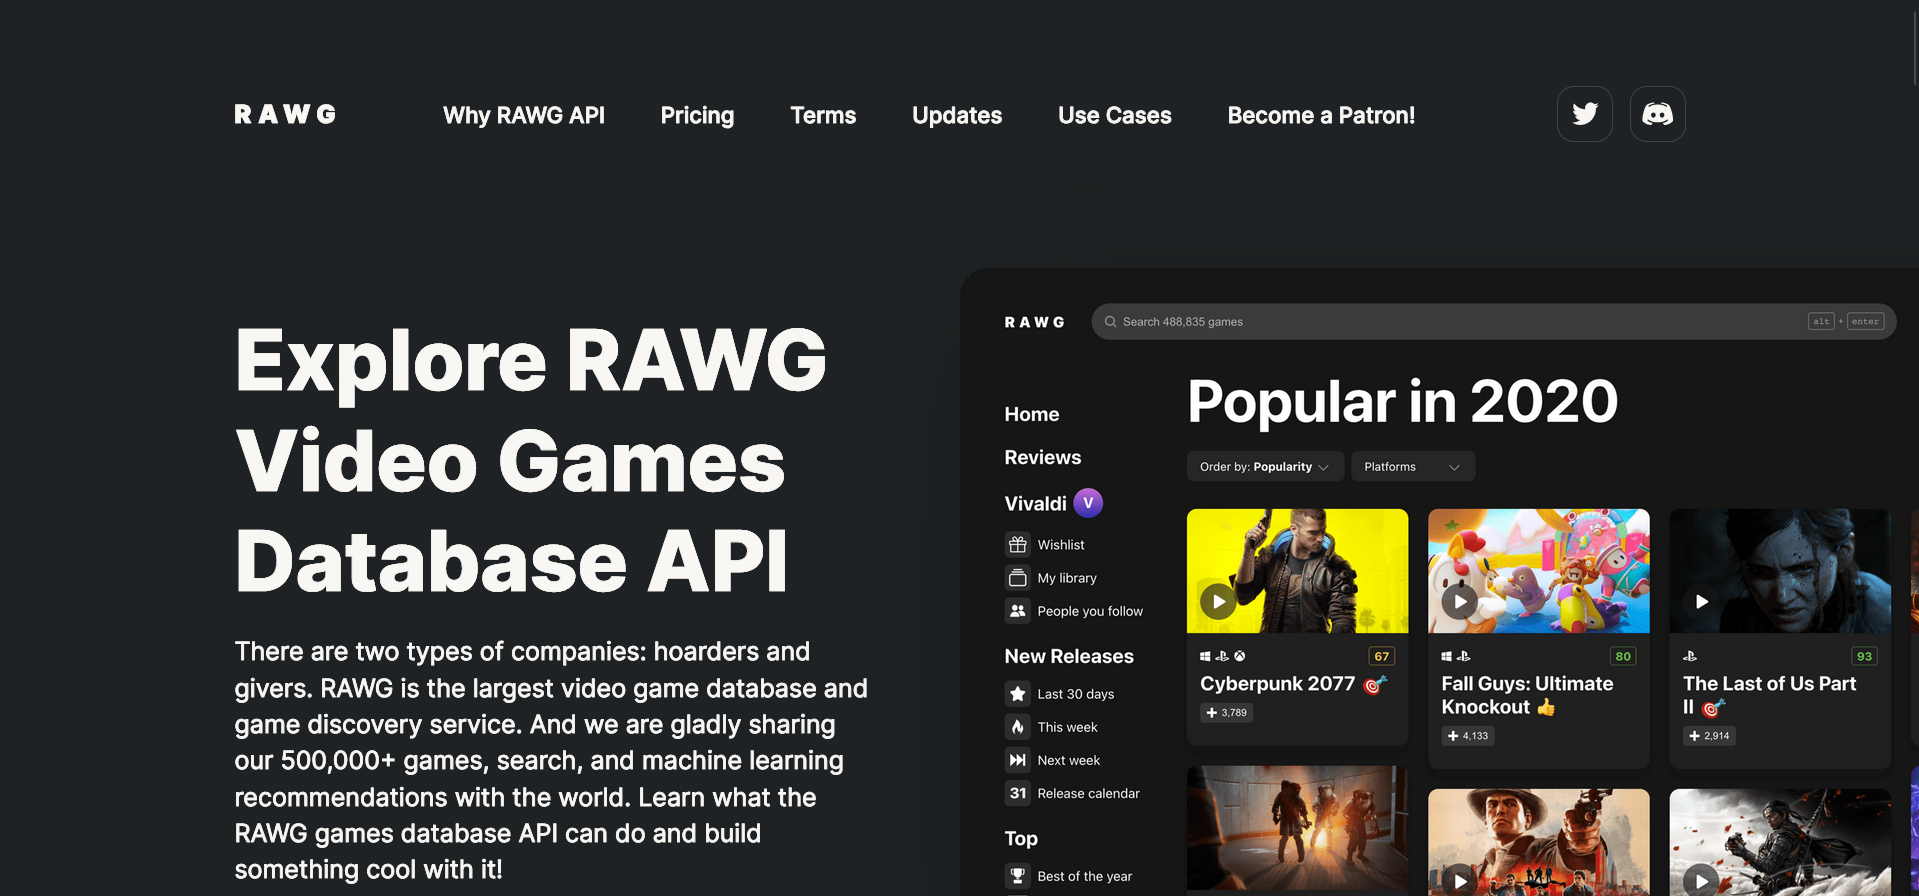 RAWG
Why RAWG API
Pricing
Terms
Updates
Use Cases
Become a Patron!
Explore RAWG
Video Games
Database API
There are two types of companies: hoarders and
givers. RAWG is the largest video game database and
game discovery service. And we are gladly sharing
our 500,000+ games, search, and machine learning
recommendations with the world. Learn what the
RAWG games database API can do and build
something cool with it!
RAWG
Search 488,835 games
alt + enter
Home
Reviews
Vivaldi V
Wishlist
My library
People you follow
New Releases
Last 30 days
This week
Next week
31 Release calendar
Top
Best of the year
Popular in 2020
Order by: Popularity
Platforms
67
Cyberpunk 2077 🎯
+ 3,789
80
Fall Guys: Ultimate
Knockout 👍
+ 4,133
93
The Last of Us Part
II 🎯
+ 2,914